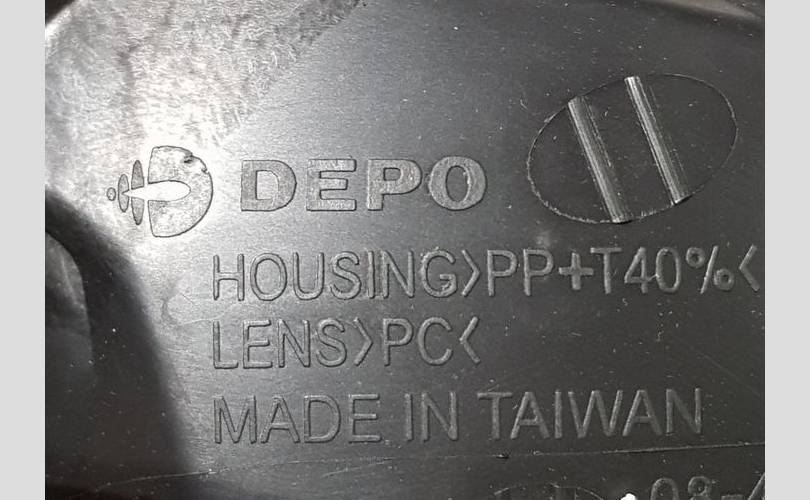 DEPO
HOUSING>PP+T40%<
LENS>PC<
MADE IN TAIWAN